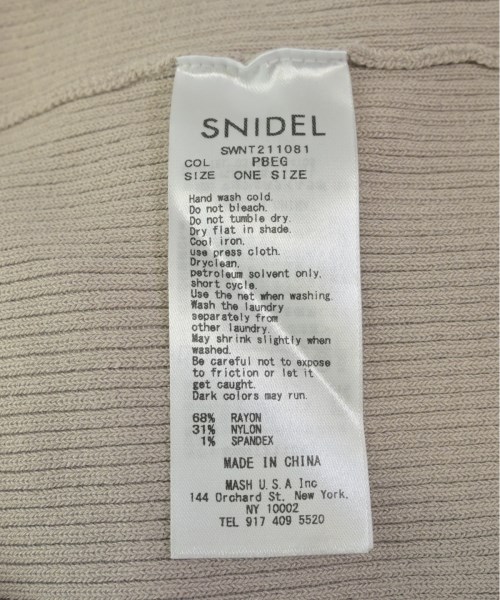 SNIDEL
SWNT211081
COL PBEG
SIZE ONE SIZE
Hand wash cold.
Do not bleach.
Do not tumble dry.
Dry flat in shade.
Cool iron.
use press cloth.
Dryclean,
petroleum solvent only,
short cycle.
Use the net when washing.
Wash the laundry
separately from
other laundry.
May shrink slightly when
washed.
Be careful not to expose
to friction or let it
get caught.
Dark colors may run.
68% RAYON
31% NYLON
1% SPANDEX
MADE IN CHINA
MASH U.S.A Inc
144 Orchard St. New York.
NY 10002
TEL 917 409 5520